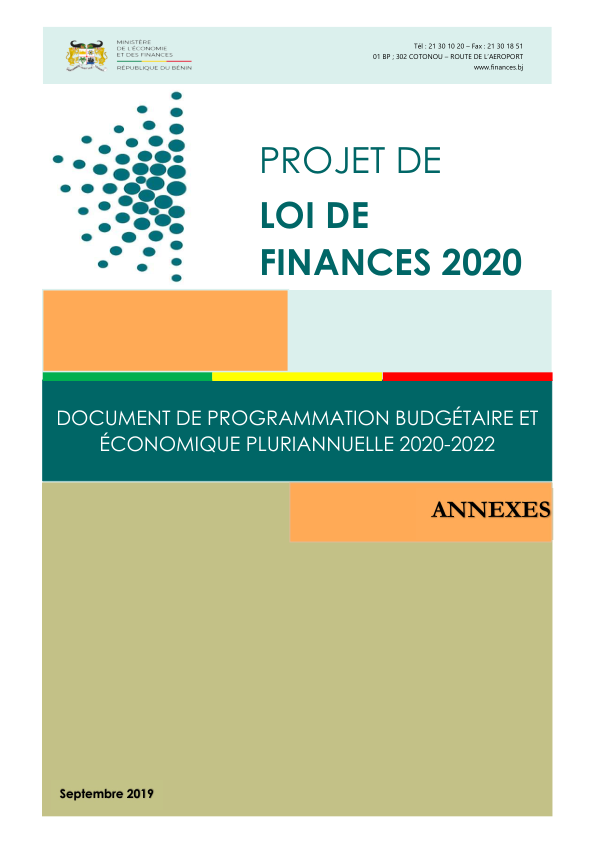 MINISTÈRE
DE L'ÉCONOMIE
ET DES FINANCES
RÉPUBLIQUE DU BÉNIN
Tél : 21 30 10 20 – Fax : 21 30 18 51
01 BP ; 302 COTONOU – ROUTE DE L'AEROPORT
www.finances.bj
PROJET DE
LOI DE
FINANCES 2020
DOCUMENT DE PROGRAMMATION BUDGÉTAIRE ET
ÉCONOMIQUE PLURIANNUELLE 2020-2022
ANNEXES
Septembre 2019